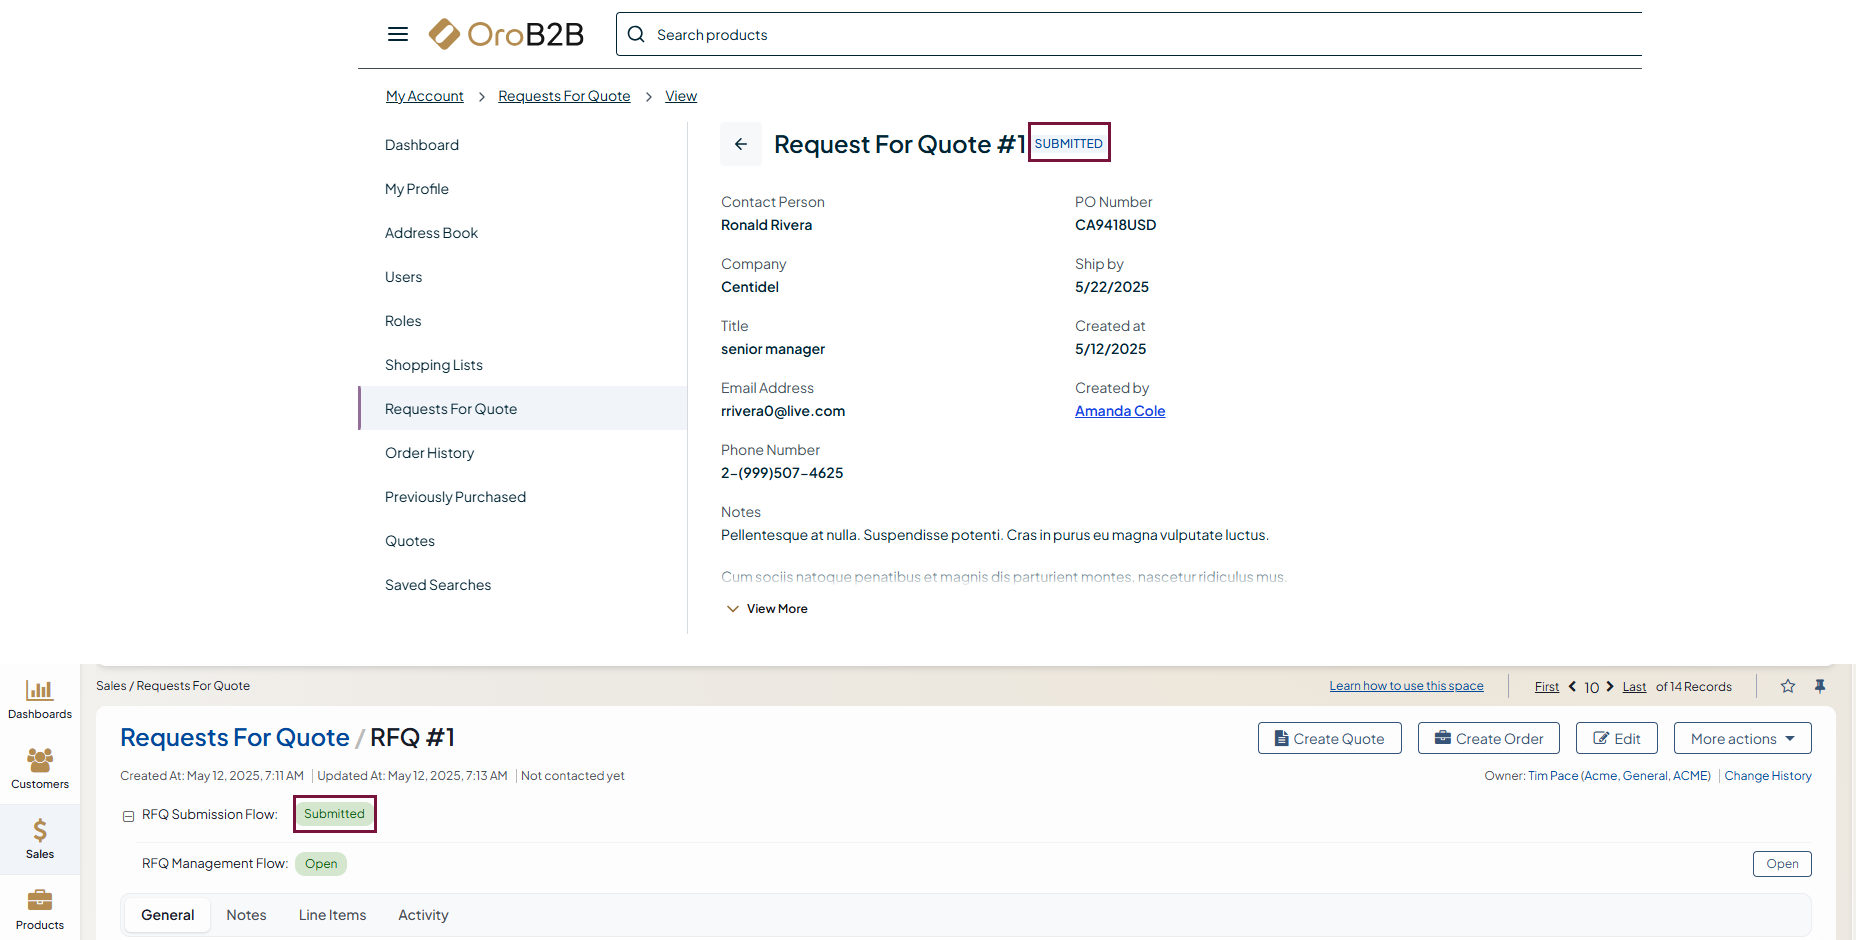 OroB2B
Search products
My Account > Requests For Quote > View
Dashboard
My Profile
Address Book
Users
Roles
Shopping Lists
Requests For Quote
Order History
Previously Purchased
Quotes
Saved Searches
Request For Quote #1 SUBMITTED
Contact Person
Ronald Rivera
PO Number
CA9418USD
Company
Centidel
Ship by
5/22/2025
Title
senior manager
Created at
5/12/2025
Email Address
rrivera0@live.com
Created by
Amanda Cole
Phone Number
2-(999)507-4625
Notes
Pellentesque at nulla. Suspendisse potenti. Cras in purus eu magna vulputate luctus.
Cum sociis natoque penatibus et magnis dis parturient montes, nascetur ridiculus mus.
View More
Dashboards
Customers
Sales
Products
Sales / Requests For Quote
Learn how to use this space
First < 10 > Last of 14 Records
Requests For Quote / RFQ #1
Create Quote
Create Order
Edit
More actions
Created At: May 12, 2025, 7:11 AM | Updated At: May 12, 2025, 7:13 AM | Not contacted yet
Owner: Tim Pace (Acme, General, ACME) | Change History
RFQ Submission Flow: Submitted
RFQ Management Flow: Open
Open
General
Notes
Line Items
Activity